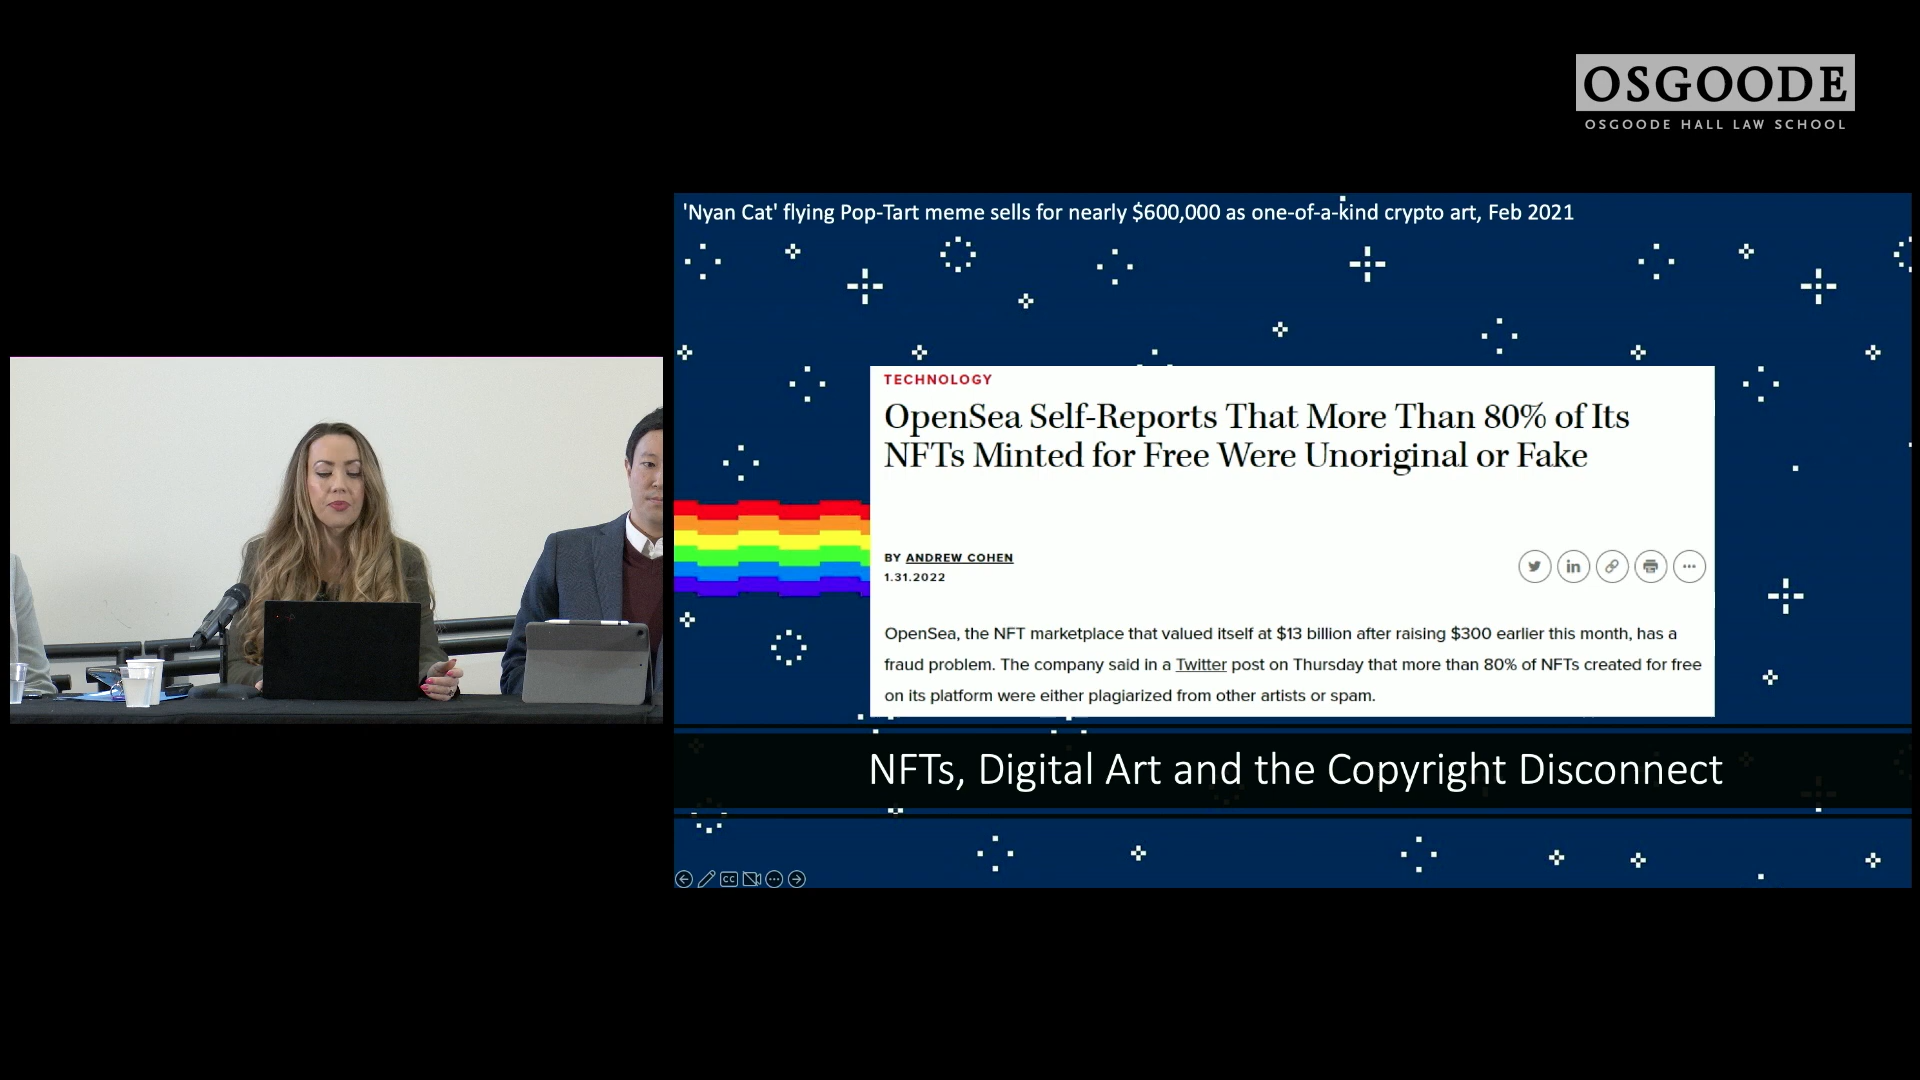 OSGOODE
OSGOODE HALL LAW SCHOOL
'Nyan Cat' flying Pop-Tart meme sells for nearly $600,000 as one-of-a-kind crypto art, Feb 2021
TECHNOLOGY
OpenSea Self-Reports That More Than 80% of Its
NFTs Minted for Free Were Unoriginal or Fake
BY ANDREW COHEN
1.31.2022
in
OpenSea, the NFT marketplace that valued itself at $13 billion after raising $300 earlier this month, has a
fraud problem. The company said in a Twitter post on Thursday that more than 80% of NFTs created for free
on its platform were either plagiarized from other artists or spam.
NFTs, Digital Art and the Copyright Disconnect
CC